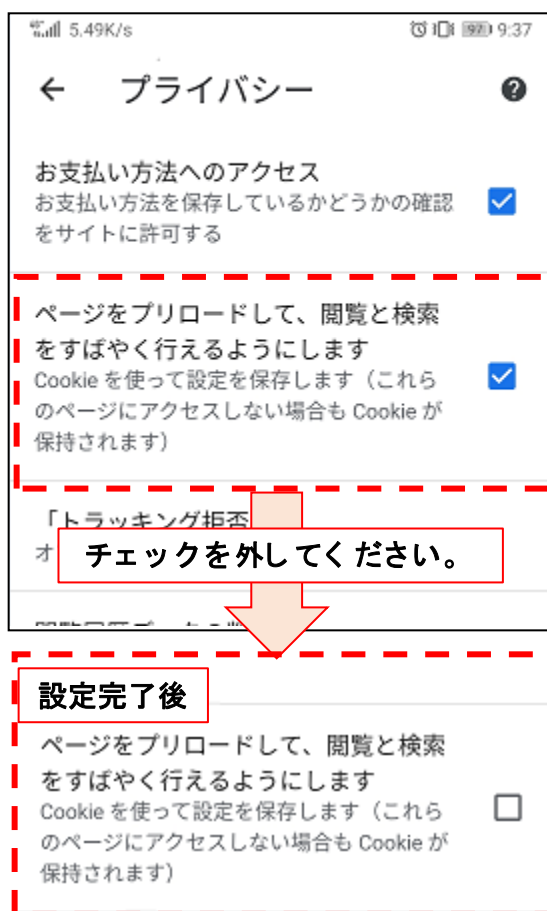 5.49K/s 97 9:37
プライバシー
お支払い方法へのアクセス
お支払い方法を保存しているかどうかの確認
をサイトに許可する
ページをプリロードして、閲覧と検索
をすばやく行えるようにします
Cookie を使って設定を保存します（これら
のページにアクセスしない場合も Cookie が
保持されます）
「トラッキング拒否
オ
チェックを外してください。
設定完了後
ページをプリロードして、閲覧と検索
をすばやく行えるようにします
Cookie を使って設定を保存します（これら
のページにアクセスしない場合も Cookie が
保持されます）